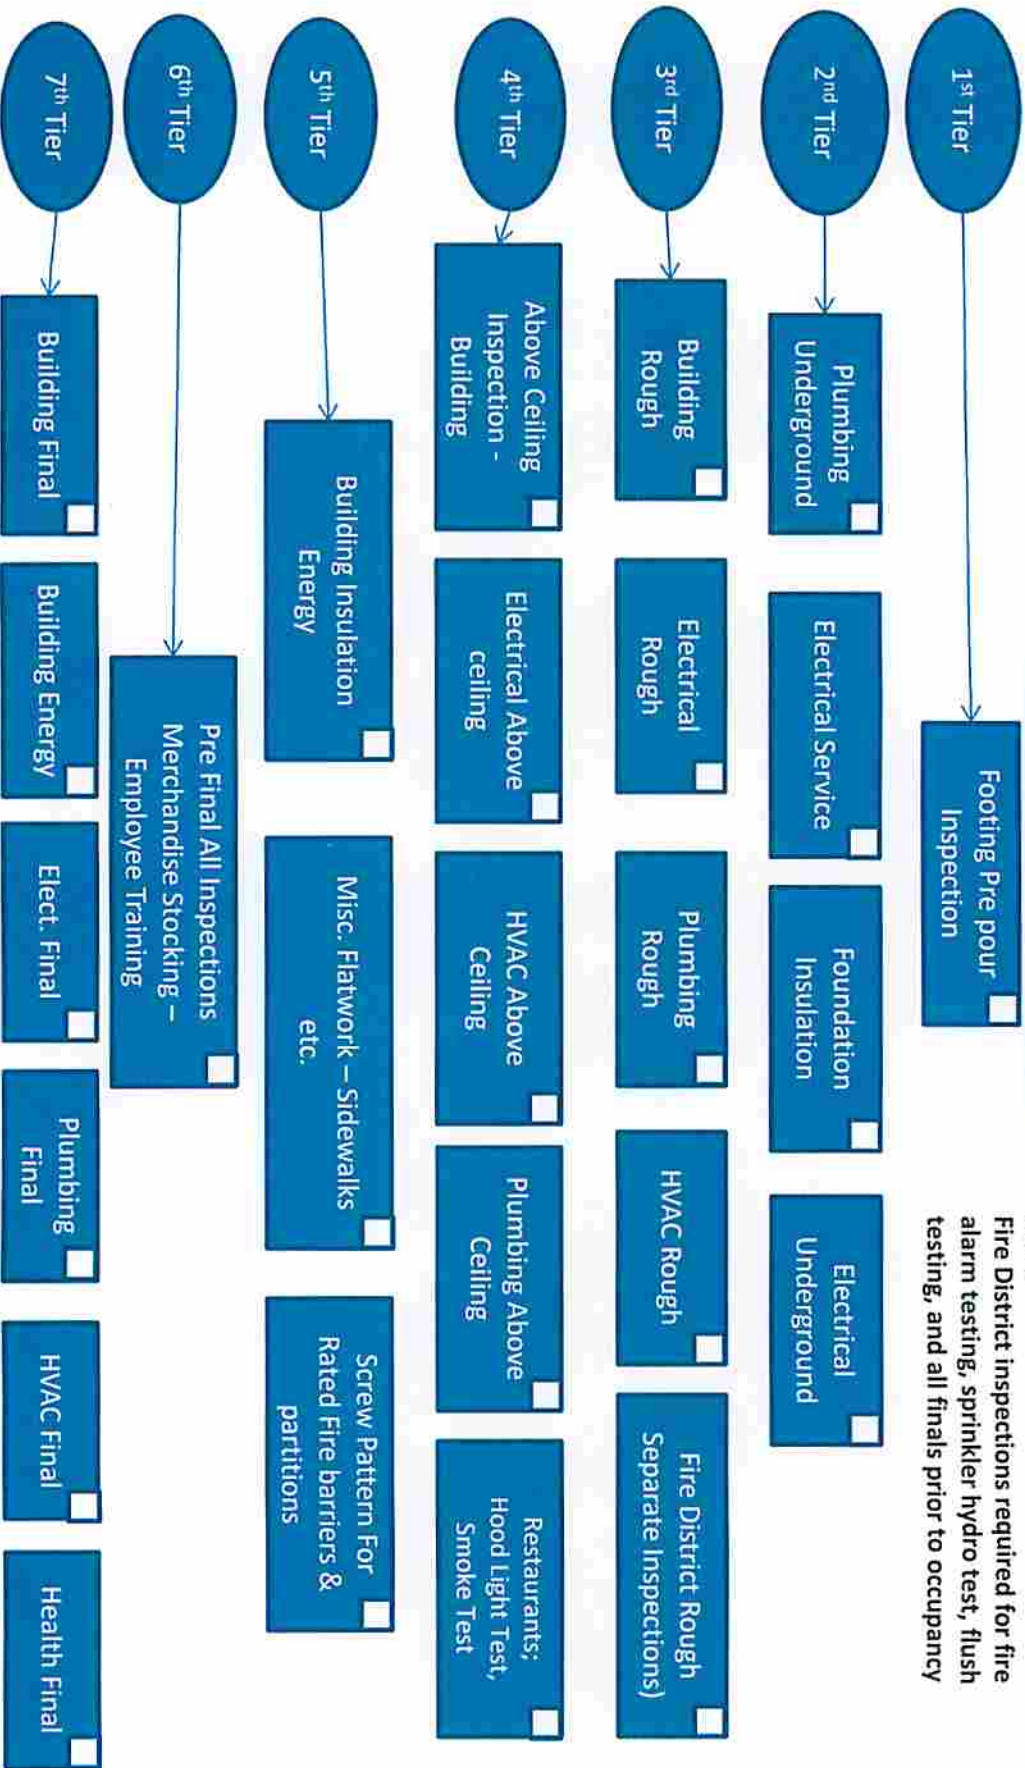 Fire District inspections required for fire
alarm testing, sprinkler hydro test, flush
testing, and all finals prior to occupancy
1st Tier
Footing Pre pour
Inspection
2nd Tier
Plumbing
Underground
Electrical Service
Foundation
Insulation
Electrical
Underground
3rd Tier
Building
Rough
Electrical
Rough
Plumbing
Rough
HVAC Rough
Fire District Rough
Separate Inspections)
4th Tier
Above Ceiling
Inspection -
Building
Electrical Above
ceiling
HVAC Above
Ceiling
Plumbing Above
Ceiling
Restaurants;
Hood Light Test,
Smoke Test
5th Tier
Building Insulation
Energy
Misc. Flatwork – Sidewalks
etc.
Screw Pattern For
Rated Fire barriers &
partitions
6th Tier
Pre Final All Inspections
Merchandise Stocking –
Employee Training
7th Tier
Building Final
Building Energy
Elect. Final
Plumbing
Final
HVAC Final
Health Final